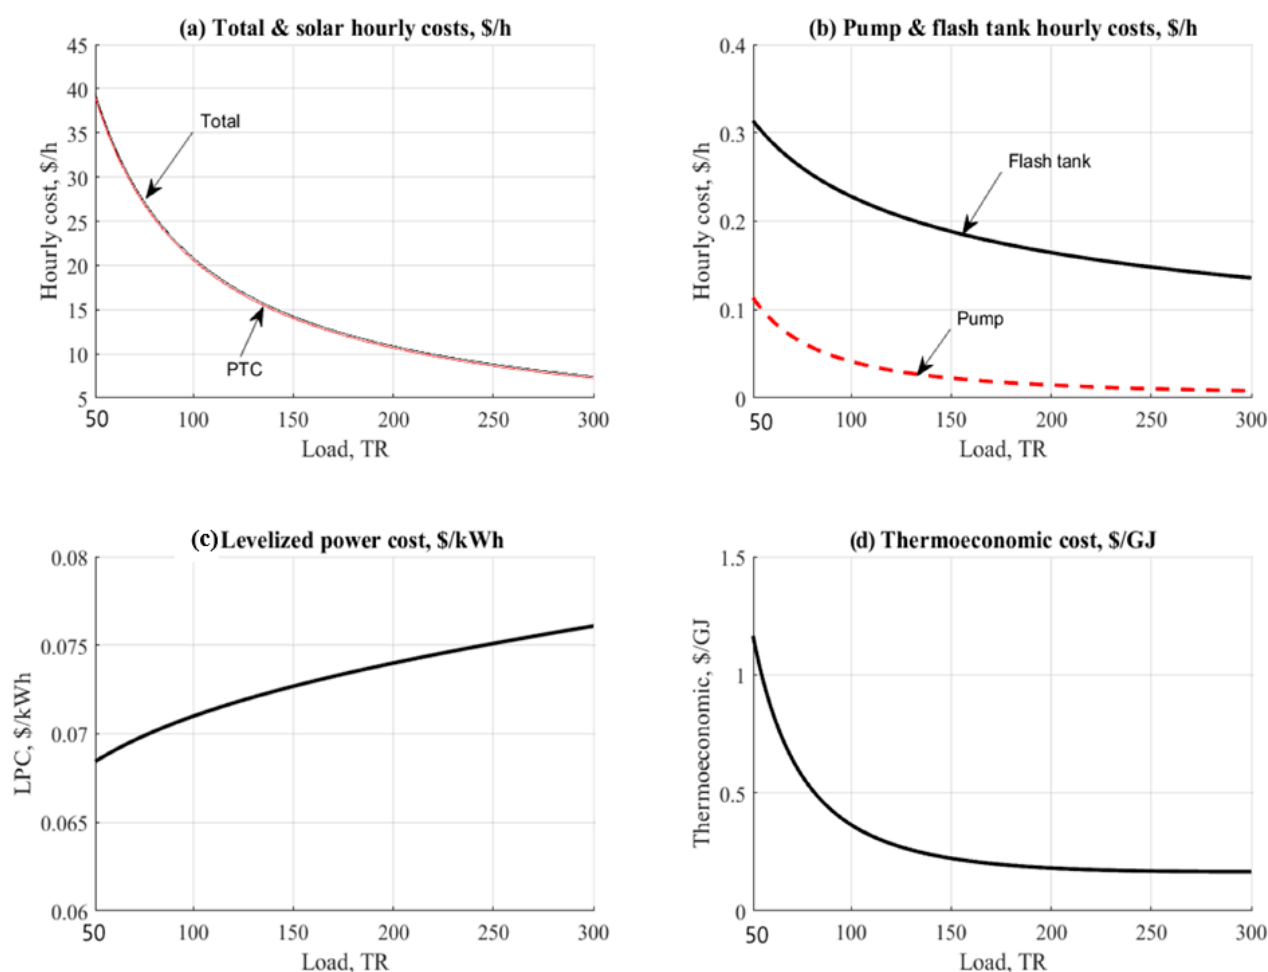 (a) Total & solar hourly costs, $/h
45
40
35
30
25
20
15
10
5
Hourly cost, $/h
Total
PTC
50 100 150 200 250 300
Load, TR
(b) Pump & flash tank hourly costs, $/h
0.4
0.3
0.2
0.1
0
Hourly cost, $/h
Flash tank
Pump
50 100 150 200 250 300
Load, TR
(c) Levelized power cost, $/kWh
0.08
0.075
0.07
0.065
0.06
LPC, $/kWh
50 100 150 200 250 300
Load, TR
(d) Thermoeconomic cost, $/GJ
1.5
1
0.5
0
Thermoeconomic, $/GJ
50 100 150 200 250 300
Load, TR